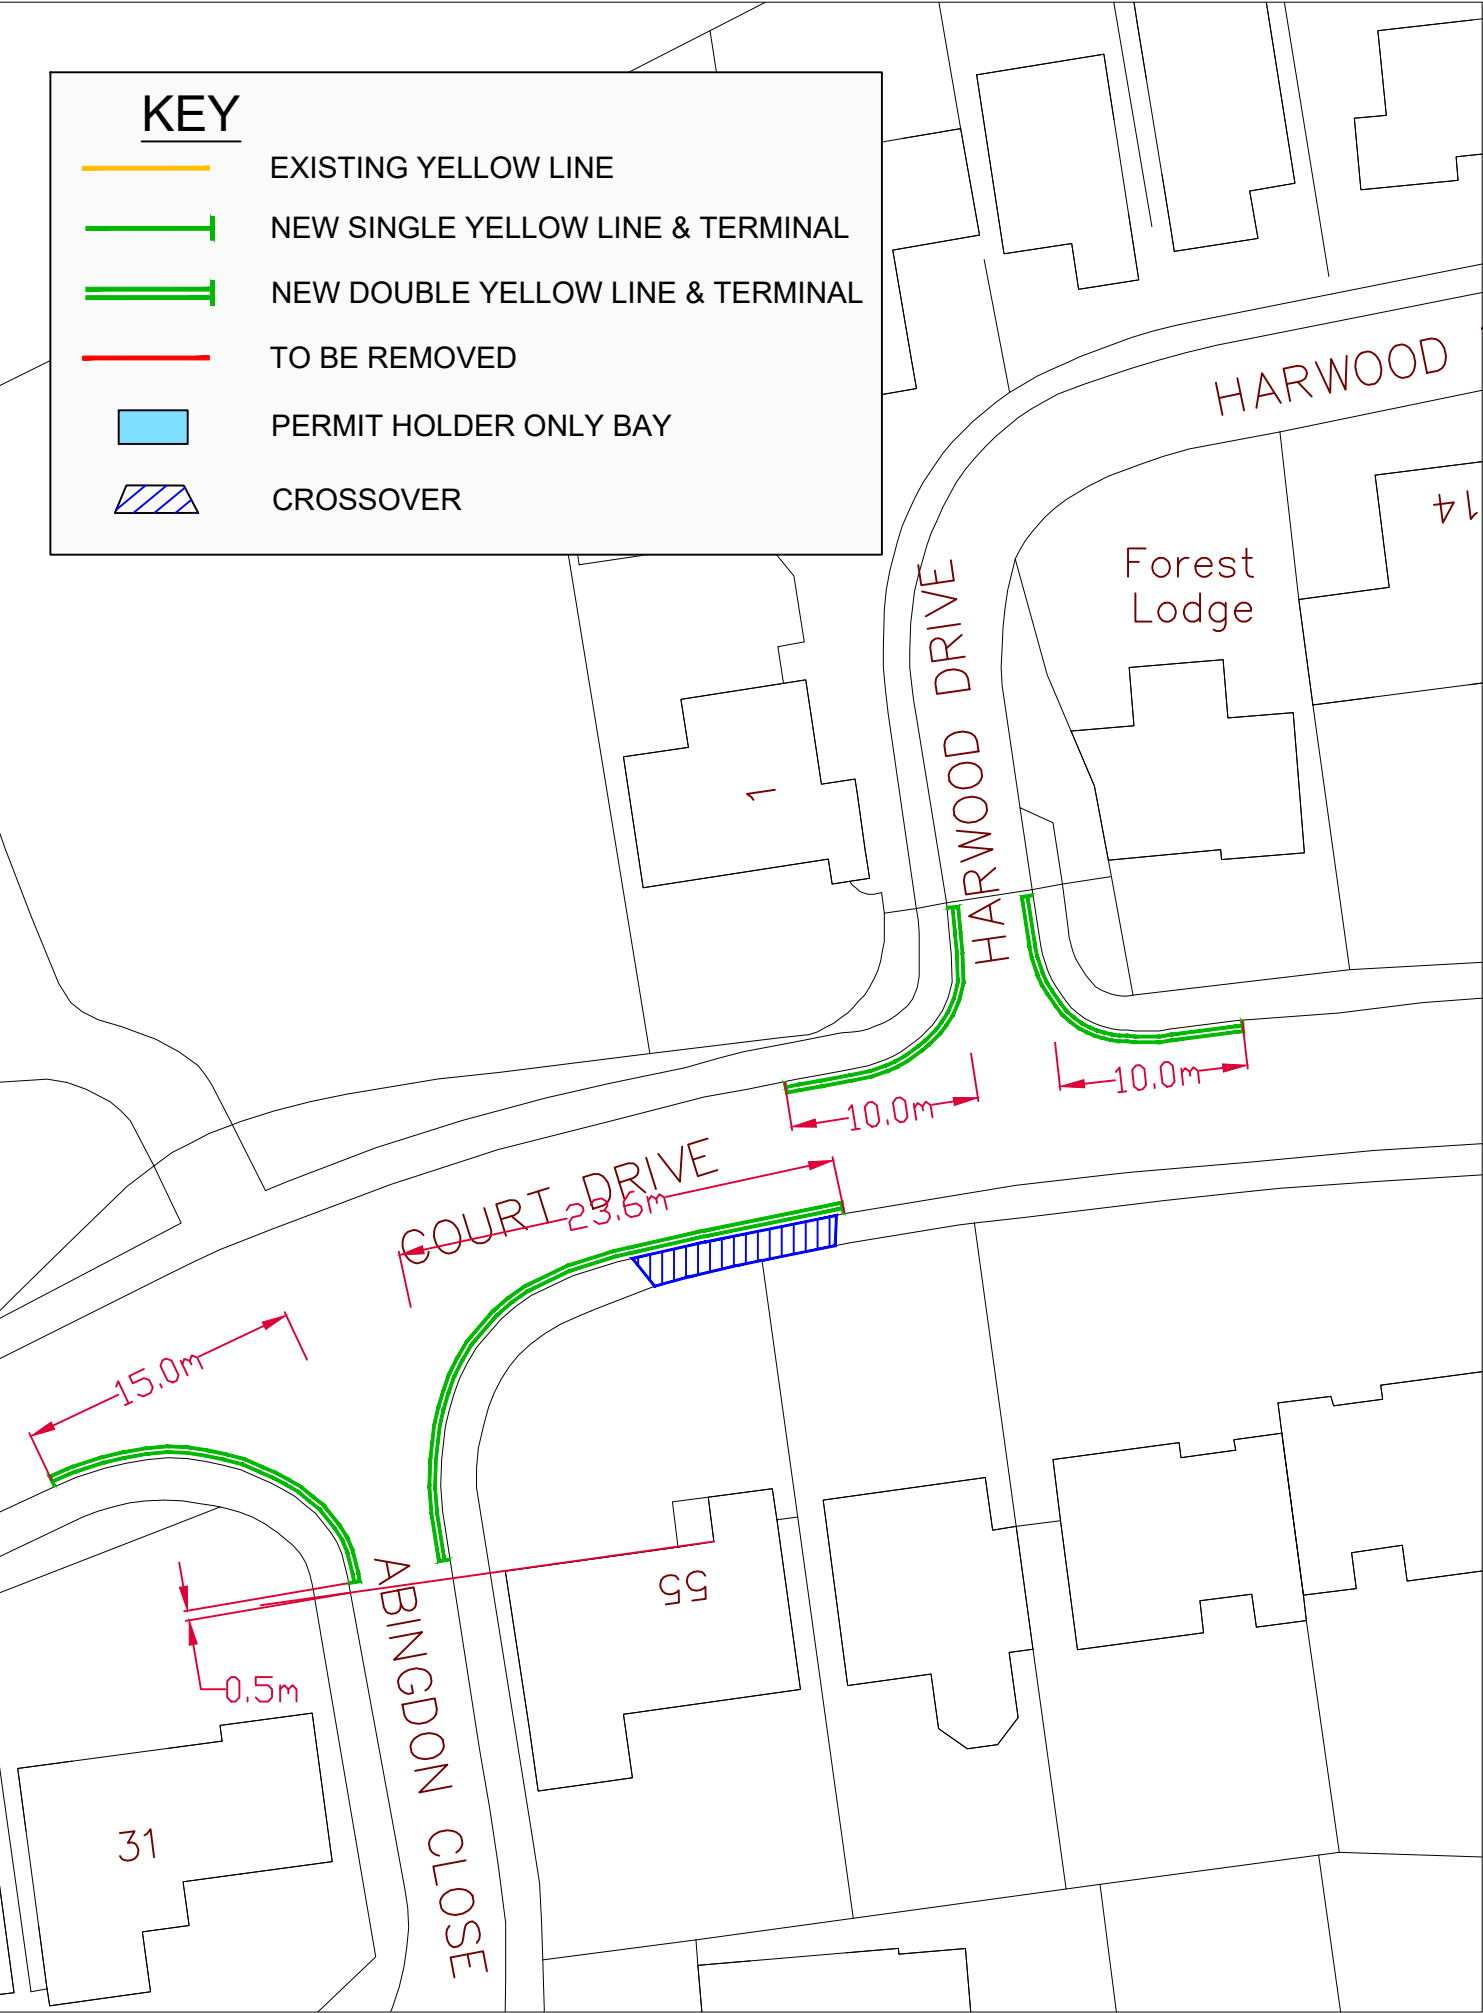 KEY
EXISTING YELLOW LINE
NEW SINGLE YELLOW LINE & TERMINAL
NEW DOUBLE YELLOW LINE & TERMINAL
TO BE REMOVED
PERMIT HOLDER ONLY BAY
CROSSOVER
HARWOOD
14
Forest
Lodge
HARWOOD DRIVE
1
10.0m
10.0m
COURT DRIVE
23.6m
15.0m
55
0.5m
ABINGDON CLOSE
31